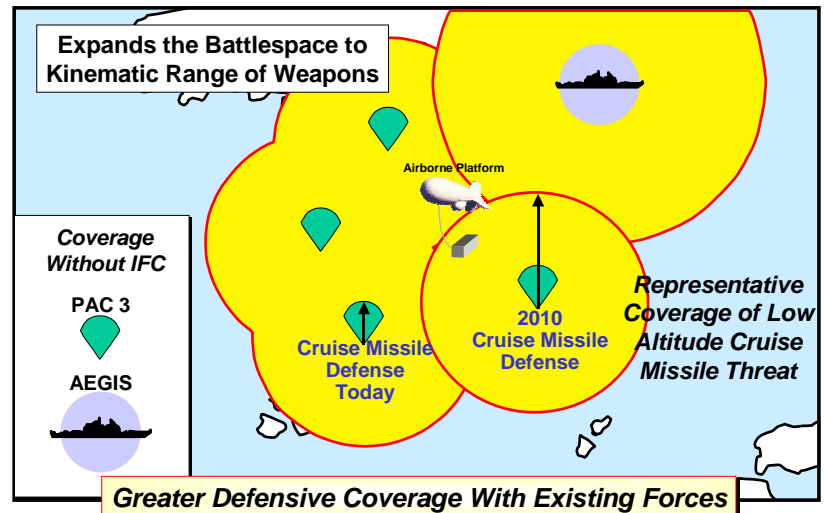 Expands the Battlespace to
Kinematic Range of Weapons
Airborne Platform
Coverage
Without IFC
PAC 3
AEGIS
Cruise Missile
Defense
Today
2010
Cruise Missile
Defense
Representative
Coverage of Low
Altitude Cruise
Missile Threat
Greater Defensive Coverage With Existing Forces